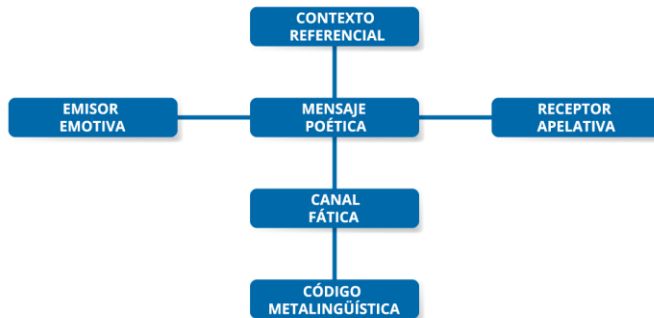 CONTEXTO
REFERENCIAL
EMISOR
EMOTIVA
MENSAJE
POÉTICA
RECEPTOR
APELATIVA
CANAL
FÁTICA
CÓDIGO
METALINGÜÍSTICA